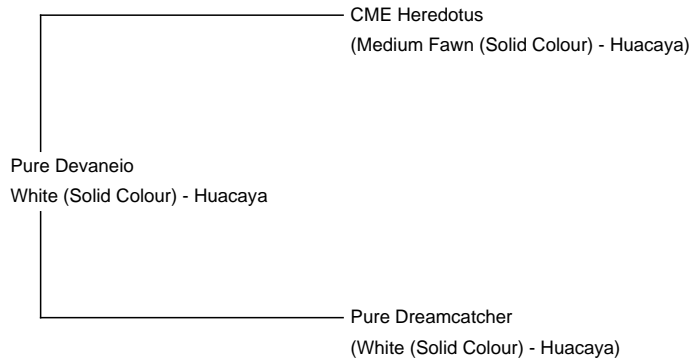 CME Heredotus
(Medium Fawn (Solid Colour) - Huacaya)
Pure Devaneio
White (Solid Colour) - Huacaya
Pure Dreamcatcher
(White (Solid Colour) - Huacaya)